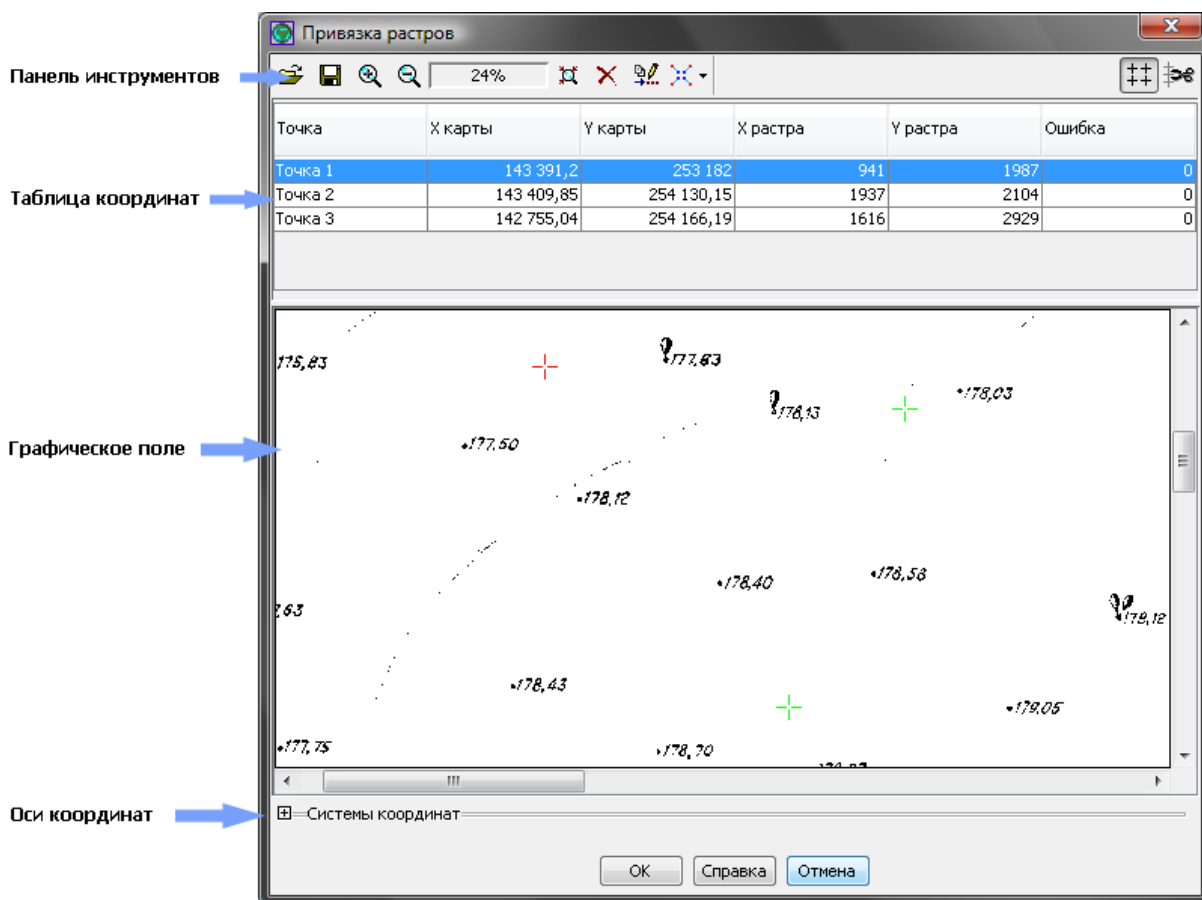 Привязка растров
Панель инструментов
24%
Точка X карты Y карты X растра Y растра Ошибка
Точка 1 143 391,2 253 182 941 1987 0
Таблица координат
Точка 2 143 409,85 254 130,15 1937 2104 0
Точка 3 142 755,04 254 166,19 1616 2929 0
177,63
175,83
178,03
178,13
Графическое поле
177,50
178,12
178,40
178,58
,63
179,12
178,43
179,05
177,75
178,70
Оси координат
Системы координат
OK Справка Отмена